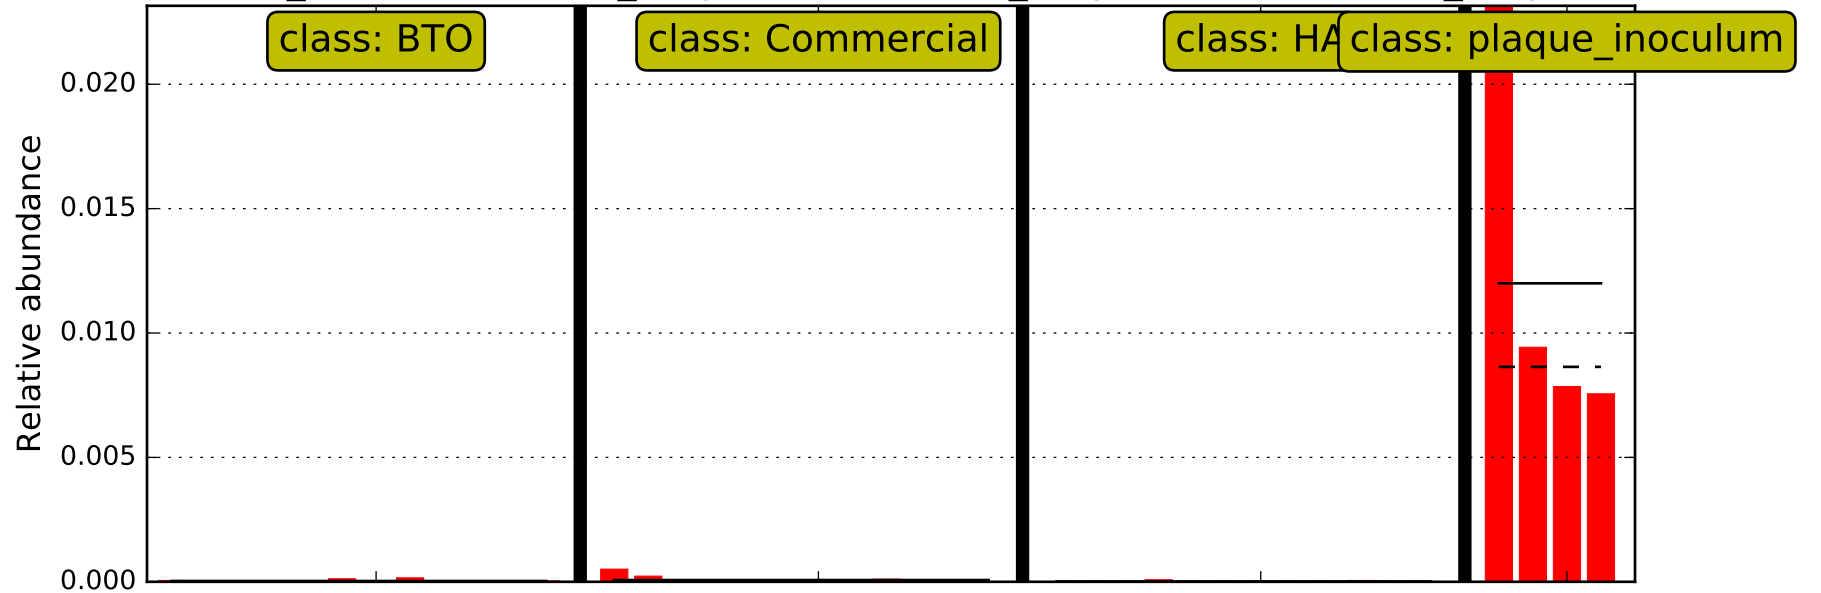 class: BTO
class: Commercial
class: HA
class: plaque_inoculum
0.020
0.015
0.010
0.005
0.000
Relative abundance